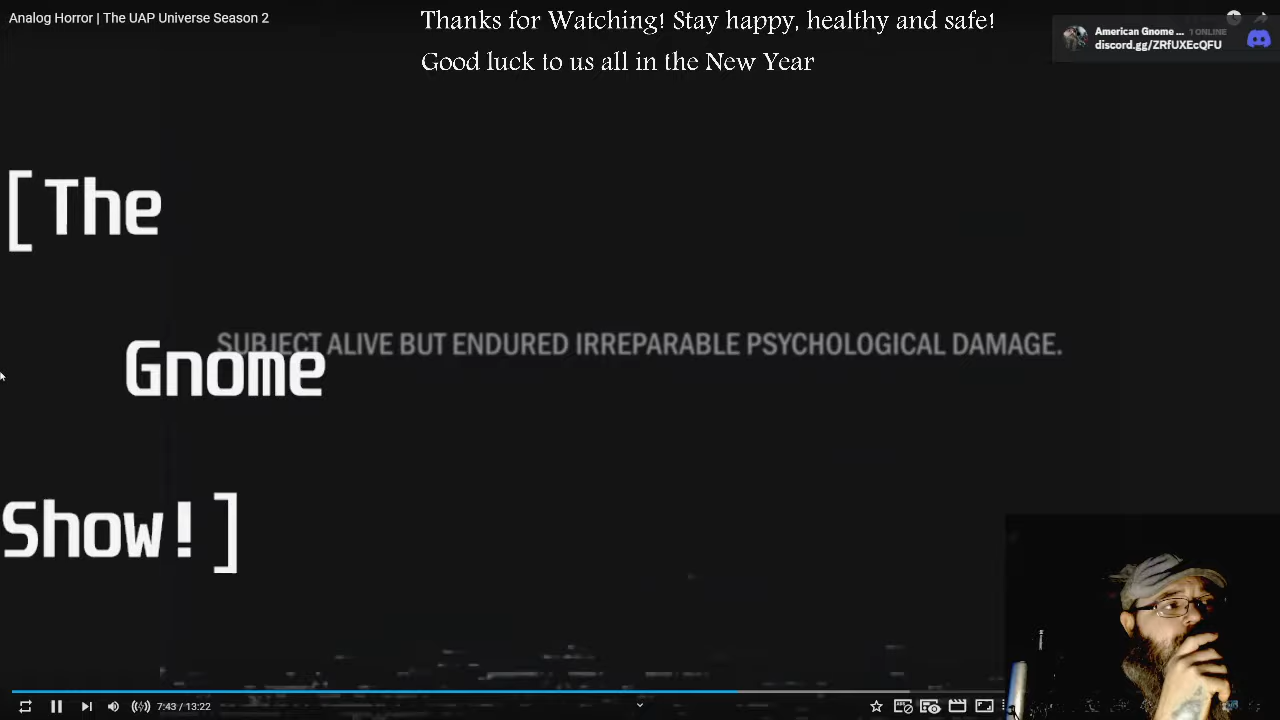 Analog Horror | The UAP Universe Season 2
Thanks for Watching! Stay happy, healthy and safe!
Good luck to us all in the New Year
American Gnome ... 1 ONLINE
discord.gg/ZRfUXEcQFU
[The
Gnome
Show!]
SUBJECT ALIVE BUT ENDURED IRREPARABLE PSYCHOLOGICAL DAMAGE.
7:43 / 13:22